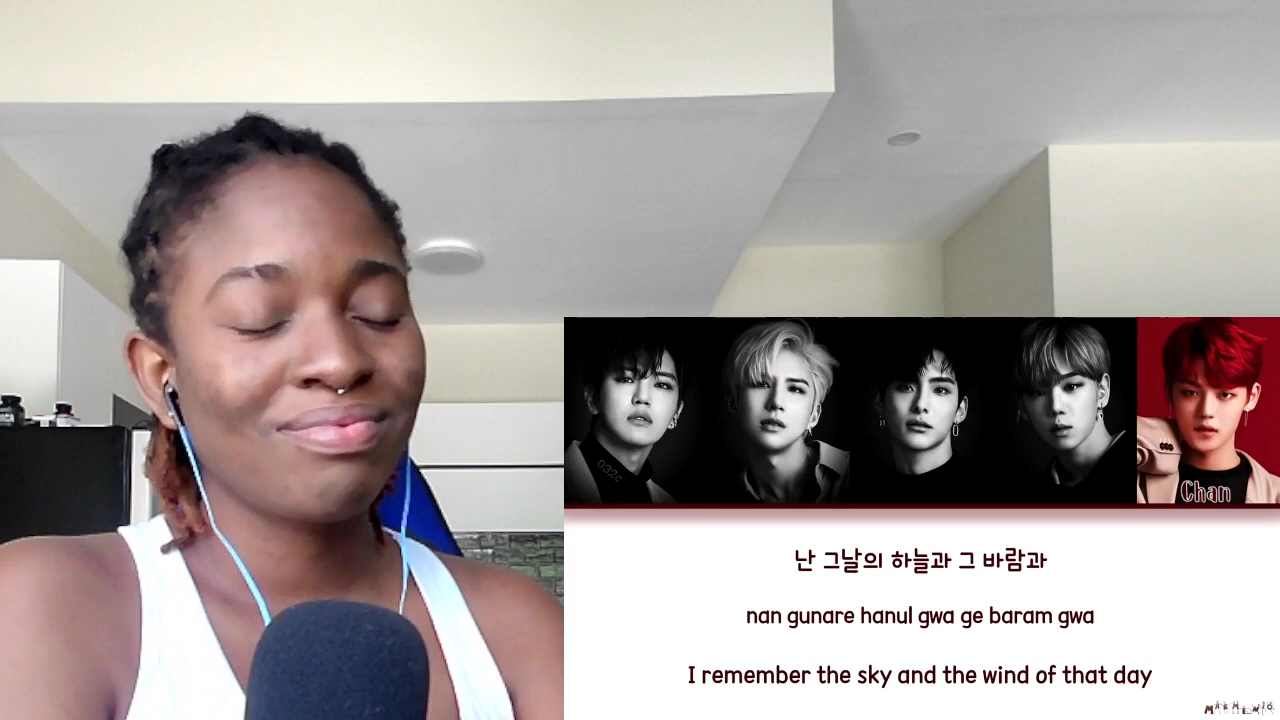 032c
Chan
난 그날의 하늘과 그 바람과
nan gunare hanul gwa ge baram gwa
I remember the sky and the wind of that day